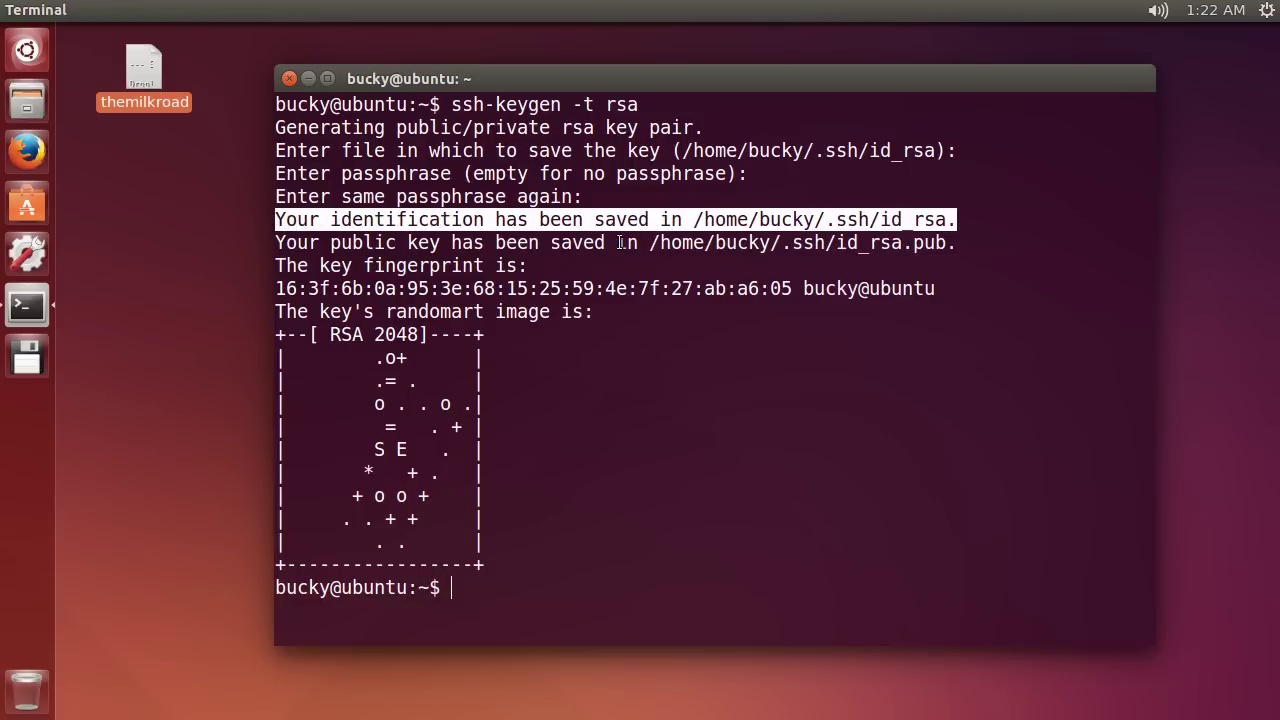 Terminal
1:22 AM
themilkroad
bucky@ubuntu: ~
bucky@ubuntu:~$ ssh-keygen -t rsa
Generating public/private rsa key pair.
Enter file in which to save the key (/home/bucky/.ssh/id_rsa):
Enter passphrase (empty for no passphrase):
Enter same passphrase again:
Your identification has been saved in /home/bucky/.ssh/id_rsa.
Your public key has been saved in /home/bucky/.ssh/id_rsa.pub.
The key fingerprint is:
16:3f:6b:0a:95:3e:68:15:25:59:4e:7f:27:ab:a6:05 bucky@ubuntu
The key's randomart image is:
+--[ RSA 2048]----+
|        .o+      |
|        .= .     |
|        o . . o .|
|         =   . + |
|        S E   .  |
|       *   + .   |
|      + o o +    |
|     . . + +     |
|        . .      |
+-----------------+
bucky@ubuntu:~$